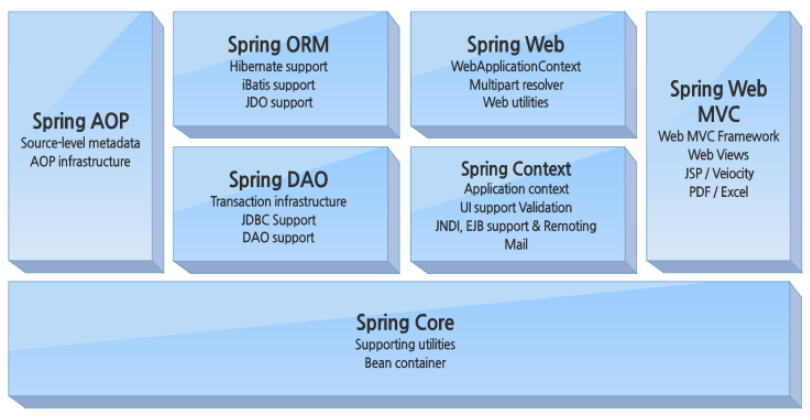 Spring AOP
Source-level metadata
AOP infrastructure
Spring ORM
Hibernate support
iBatis support
JDO support
Spring DAO
Transaction infrastructure
JDBC Support
DAO support
Spring Web
WebApplicationContext
Multipart resolver
Web utilities
Spring Context
Application context
UI support Validation
JNDI, EJB support & Remoting
Mail
Spring Web
MVC
Web MVC Framework
Web Views
JSP / Veiocity
PDF / Excel
Spring Core
Supporting utilities
Bean container